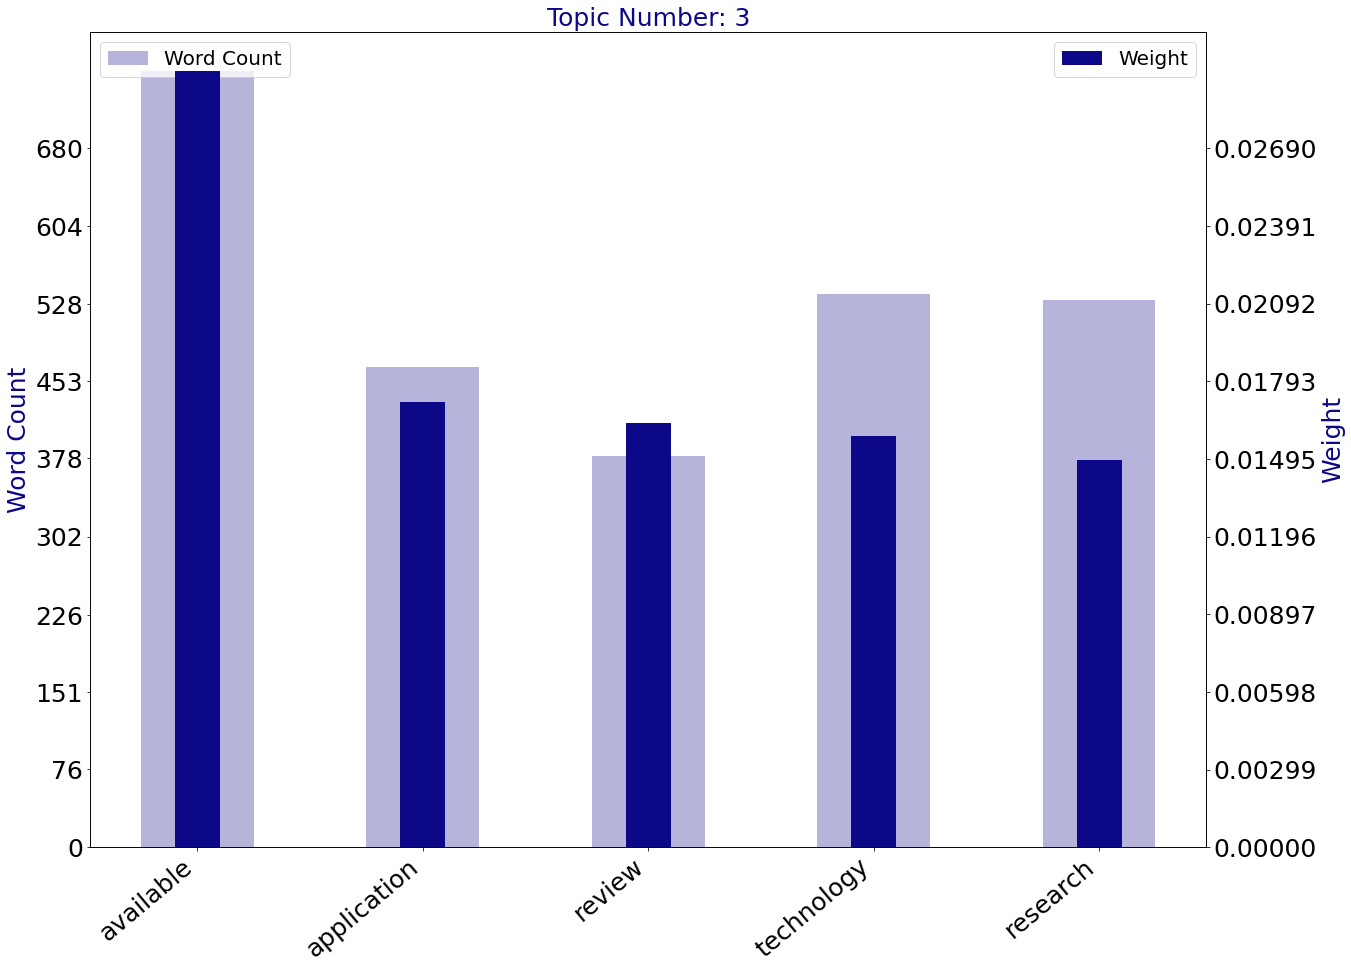 Topic Number: 3
Word Count
Weight
680
604
528
453
378
302
226
151
76
0
Word Count
0.02690
0.02391
0.02092
0.01793
0.01495
0.01196
0.00897
0.00598
0.00299
0.00000
Weight
available
application
review
technology
research